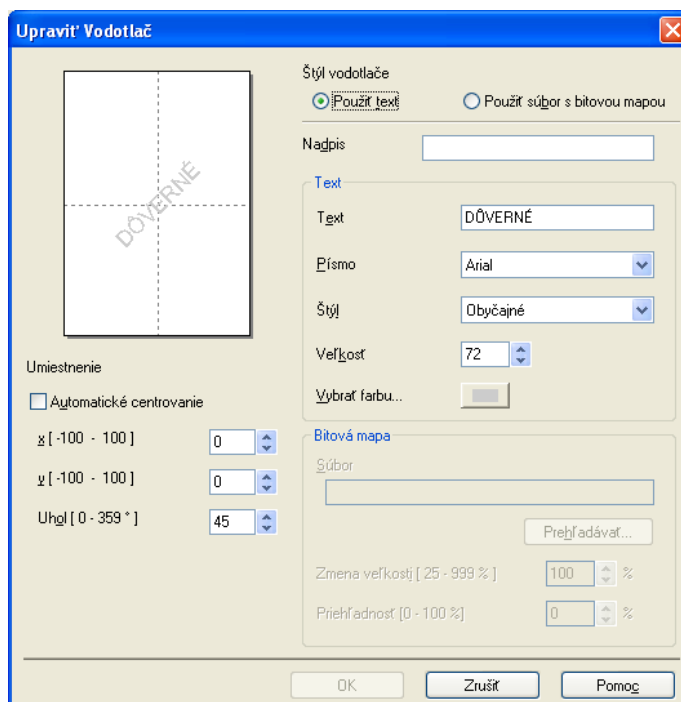 Upraviť Vodotlač
DÔVERNÉ
Umiestnenie
Automatické centrovanie
x [ -100 - 100 ] 0
y [ -100 - 100 ] 0
Uhol [ 0 - 359 ° ] 45
Štýl vodotlače
Použiť text Použiť súbor s bitovou mapou
Nadpis
Text
Text DÔVERNÉ
Písmo Arial
Štýl Obyčajné
Veľkosť 72
Vybrať farbu...
Bitová mapa
Súbor
Prehľadávať...
Zmena veľkosti [ 25 - 999 % ] 100 %
Priehľadnosť [0 - 100 %] 0 %
OK Zrušiť Pomoc